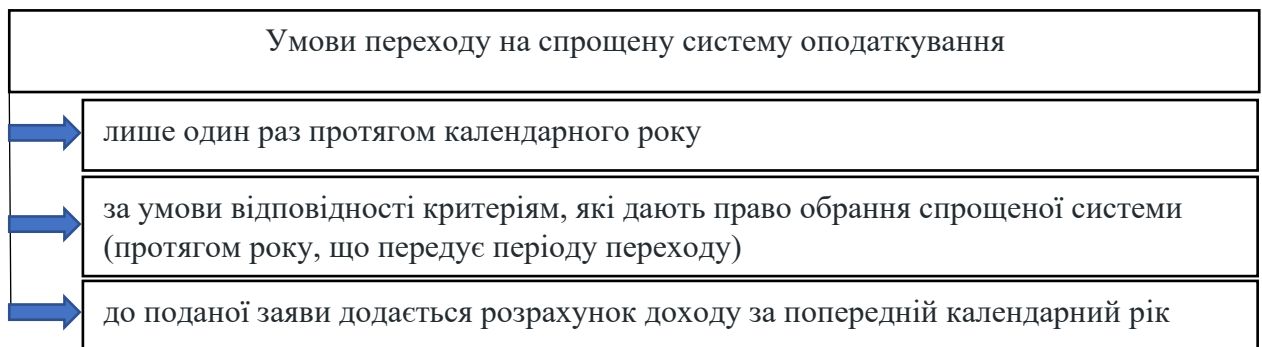 Умови переходу на спрощену систему оподаткування
лише один раз протягом календарного року
за умови відповідності критеріям, які дають право обрання спрощеної системи
(протягом року, що передує періоду переходу)
до поданої заяви додається розрахунок доходу за попередній календарний рік